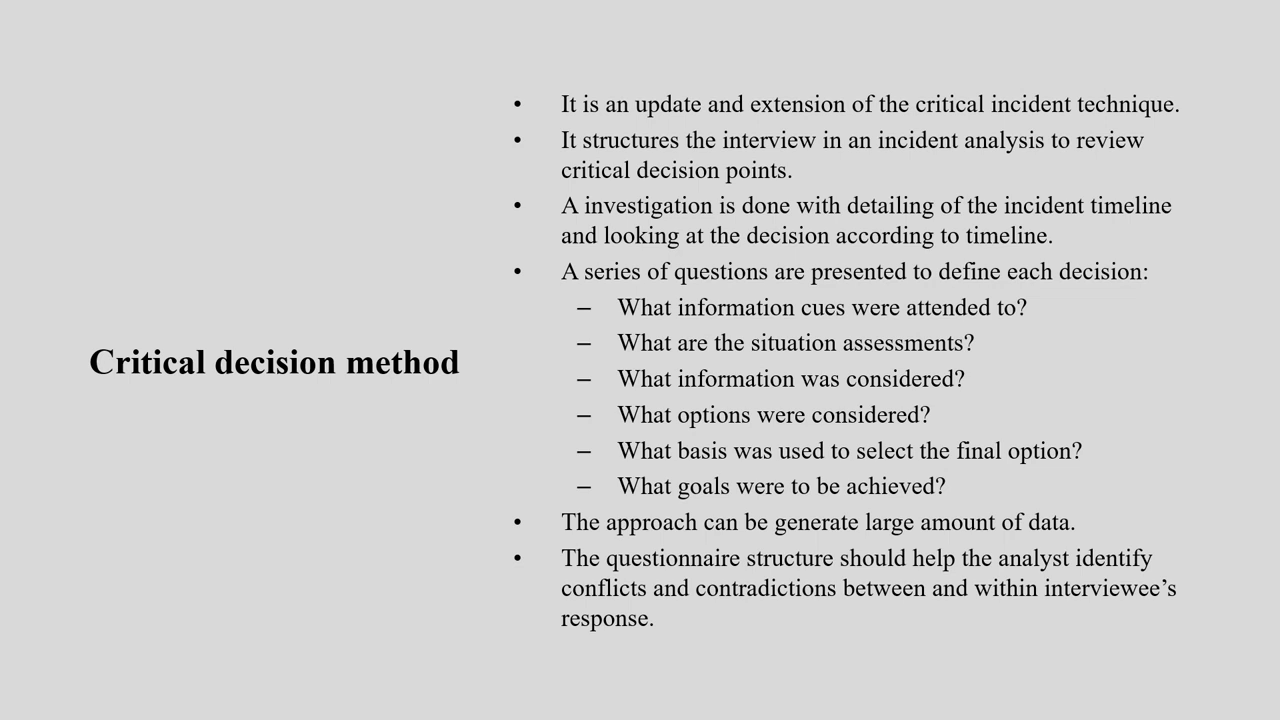 Critical decision method
• It is an update and extension of the critical incident technique.
• It structures the interview in an incident analysis to review
critical decision points.
• A investigation is done with detailing of the incident timeline
and looking at the decision according to timeline.
• A series of questions are presented to define each decision:
– What information cues were attended to?
– What are the situation assessments?
– What information was considered?
– What options were considered?
– What basis was used to select the final option?
– What goals were to be achieved?
• The approach can be generate large amount of data.
• The questionnaire structure should help the analyst identify
conflicts and contradictions between and within interviewee’s
response.